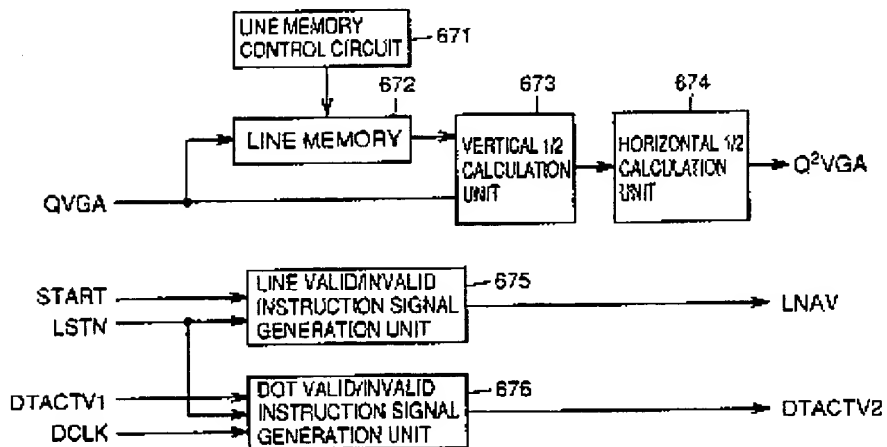 LINE MEMORY
CONTROL CIRCUIT
671
672
LINE MEMORY
673
VERTICAL 1/2
CALCULATION
UNIT
674
HORIZONTAL 1/2
CALCULATION
UNIT
Q²VGA
QVGA
START
LSTN
LINE VALID/INVALID
INSTRUCTION SIGNAL
GENERATION UNIT
675
LNAV
DTACTV1
DCLK
DOT VALID/INVALID
INSTRUCTION SIGNAL
GENERATION UNIT
676
DTACTV2